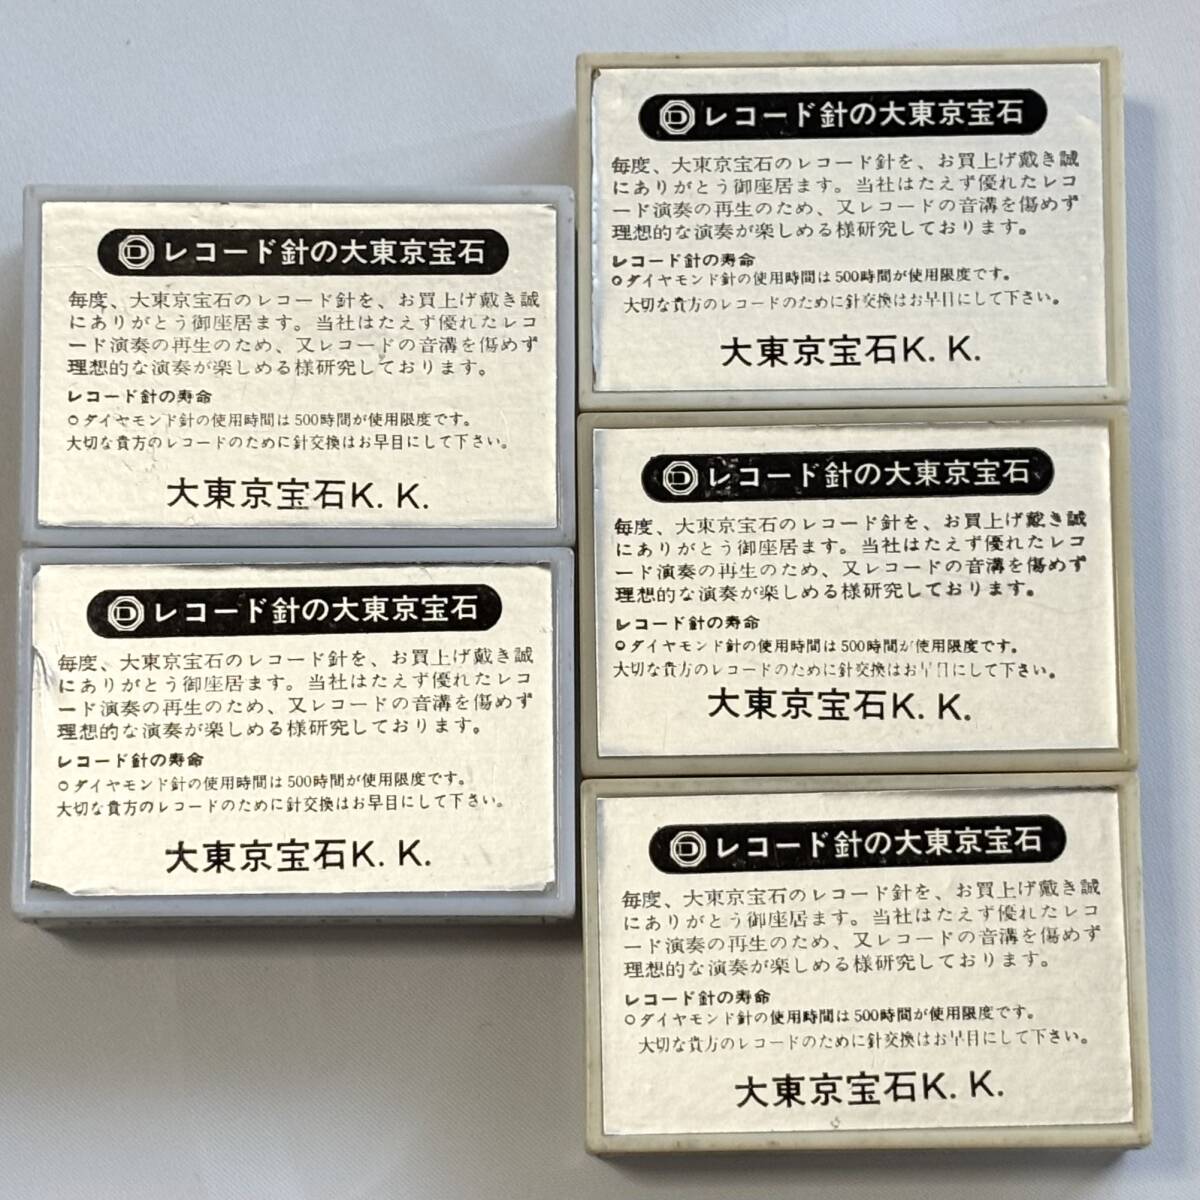 D レコード針の大東京宝石
毎度、大東京宝石のレコード針を、お買上げ戴き誠
にありがとう御座居ます。当社はたえず優れたレコ
ード演奏の再生のため、又レコードの音溝を傷めず
理想的な演奏が楽しめる様研究しております。
レコード針の寿命
○ダイヤモンド針の使用時間は500時間が使用限度です。
大切な貴方のレコードのために針交換はお早目にして下さい。
大東京宝石K.K.
D レコード針の大東京宝石
毎度、大東京宝石のレコード針を、お買上げ戴き誠
にありがとう御座居ます。当社はたえず優れたレコ
ード演奏の再生のため、又レコードの音溝を傷めず
理想的な演奏が楽しめる様研究しております。
レコード針の寿命
○ダイヤモンド針の使用時間は500時間が使用限度です。
大切な貴方のレコードのために針交換はお早目にして下さい。
大東京宝石K.K.
D レコード針の大東京宝石
毎度、大東京宝石のレコード針を、お買上げ戴き誠
にありがとう御座居ます。当社はたえず優れたレコ
ード演奏の再生のため、又レコードの音溝を傷めず
理想的な演奏が楽しめる様研究しております。
レコード針の寿命
○ダイヤモンド針の使用時間は500時間が使用限度です。
大切な貴方のレコードのために針交換はお早目にして下さい。
大東京宝石K.K.
D レコード針の大東京宝石
毎度、大東京宝石のレコード針を、お買上げ戴き誠
にありがとう御座居ます。当社はたえず優れたレコ
ード演奏の再生のため、又レコードの音溝を傷めず
理想的な演奏が楽しめる様研究しております。
レコード針の寿命
○ダイヤモンド針の使用時間は500時間が使用限度です。
大切な貴方のレコードのために針交換はお早目にして下さい。
大東京宝石K.K.
D レコード針の大東京宝石
毎度、大東京宝石のレコード針を、お買上げ戴き誠
にありがとう御座居ます。当社はたえず優れたレコ
ード演奏の再生のため、又レコードの音溝を傷めず
理想的な演奏が楽しめる様研究しております。
レコード針の寿命
○ダイヤモンド針の使用時間は500時間が使用限度です。
大切な貴方のレコードのために針交換はお早目にして下さい。
大東京宝石K.K.